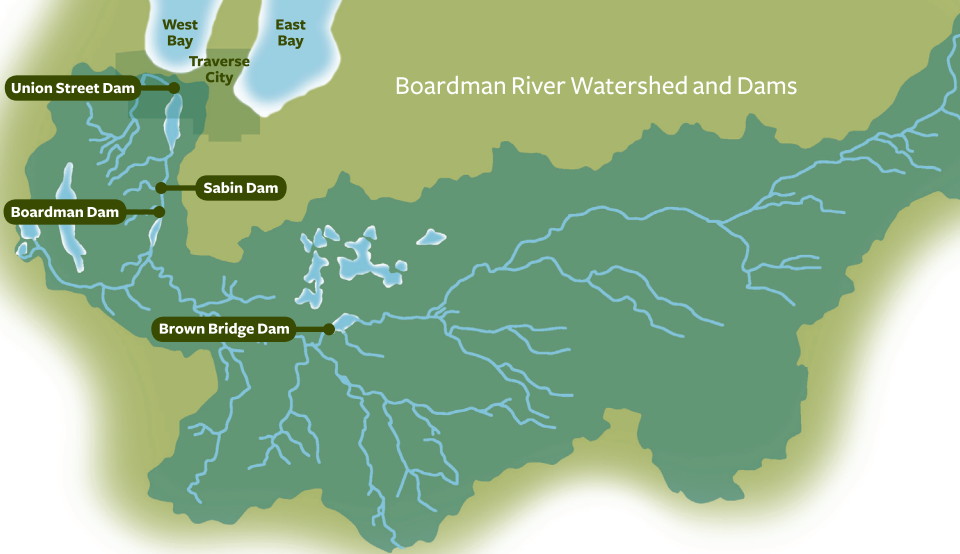 West
Bay
East
Bay
Traverse
City
Boardman River Watershed and Dams
Union Street Dam
Sabin Dam
Boardman Dam
Brown Bridge Dam